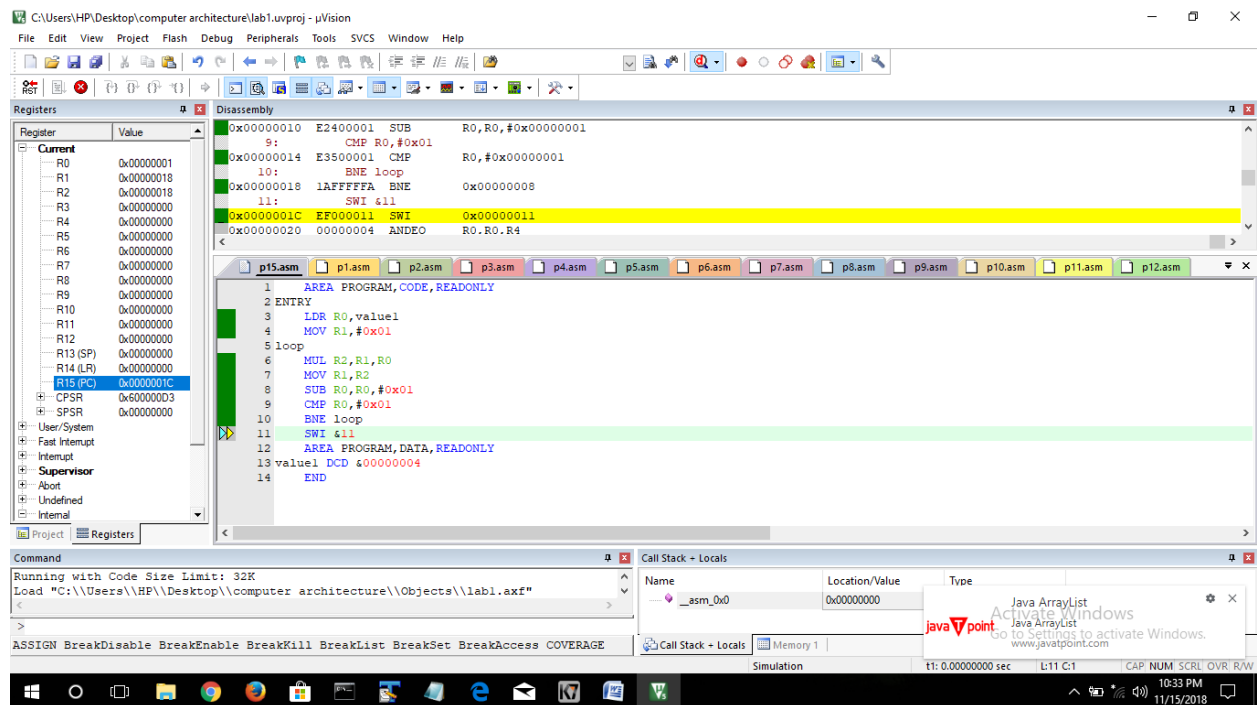 C:\Users\HP\Desktop\computer architecture\lab1.uvproj - µVision
File Edit View Project Flash Debug Peripherals Tools SVCS Window Help
RST
Registers
Register Value
Current
R0 0x00000001
R1 0x00000018
R2 0x00000018
R3 0x00000000
R4 0x00000000
R5 0x00000000
R6 0x00000000
R7 0x00000000
R8 0x00000000
R9 0x00000000
R10 0x00000000
R11 0x00000000
R12 0x00000000
R13 (SP) 0x00000000
R14 (LR) 0x00000000
R15 (PC) 0x0000001C
CPSR 0x600000D3
SPSR 0x00000000
User/System
Fast Interrupt
Interrupt
Supervisor
Abort
Undefined
Internal
Project Registers
Disassembly
0x00000010 E2400001 SUB R0,R0,#0x00000001
9: CMP R0,#0x01
0x00000014 E3500001 CMP R0,#0x00000001
10: BNE loop
0x00000018 1AFFFFFA BNE 0x00000008
11: SWI &11
0x0000001C EF000011 SWI 0x00000011
0x00000020 00000004 ANDEQ R0,R0,R4
p15.asm p1.asm p2.asm p3.asm p4.asm p5.asm p6.asm p7.asm p8.asm p9.asm p10.asm p11.asm p12.asm
1 AREA PROGRAM,CODE,READONLY
2 ENTRY
3 LDR R0,value1
4 MOV R1,#0x01
5 loop
6 MUL R2,R1,R0
7 MOV R1,R2
8 SUB R0,R0,#0x01
9 CMP R0,#0x01
10 BNE loop
11 SWI &11
12 AREA PROGRAM,DATA,READONLY
13 value1 DCD &00000004
14 END
Command
Running with Code Size Limit: 32K
Load "C:\\Users\\HP\\Desktop\\computer architecture\\Objects\\lab1.axf"
>
ASSIGN BreakDisable BreakEnable BreakKill BreakList BreakSet BreakAccess COVERAGE
Call Stack + Locals
Name Location/Value Type
__asm_0x0 0x00000000
Call Stack + Locals Memory 1
Java ArrayList
Java ArrayList
www.javatpoint.com
java T point
Activate Windows
Go to Settings to activate Windows.
Simulation t1: 0.00000000 sec L:11 C:1 CAP NUM SCRL OVR R/W
10:33 PM
11/15/2018